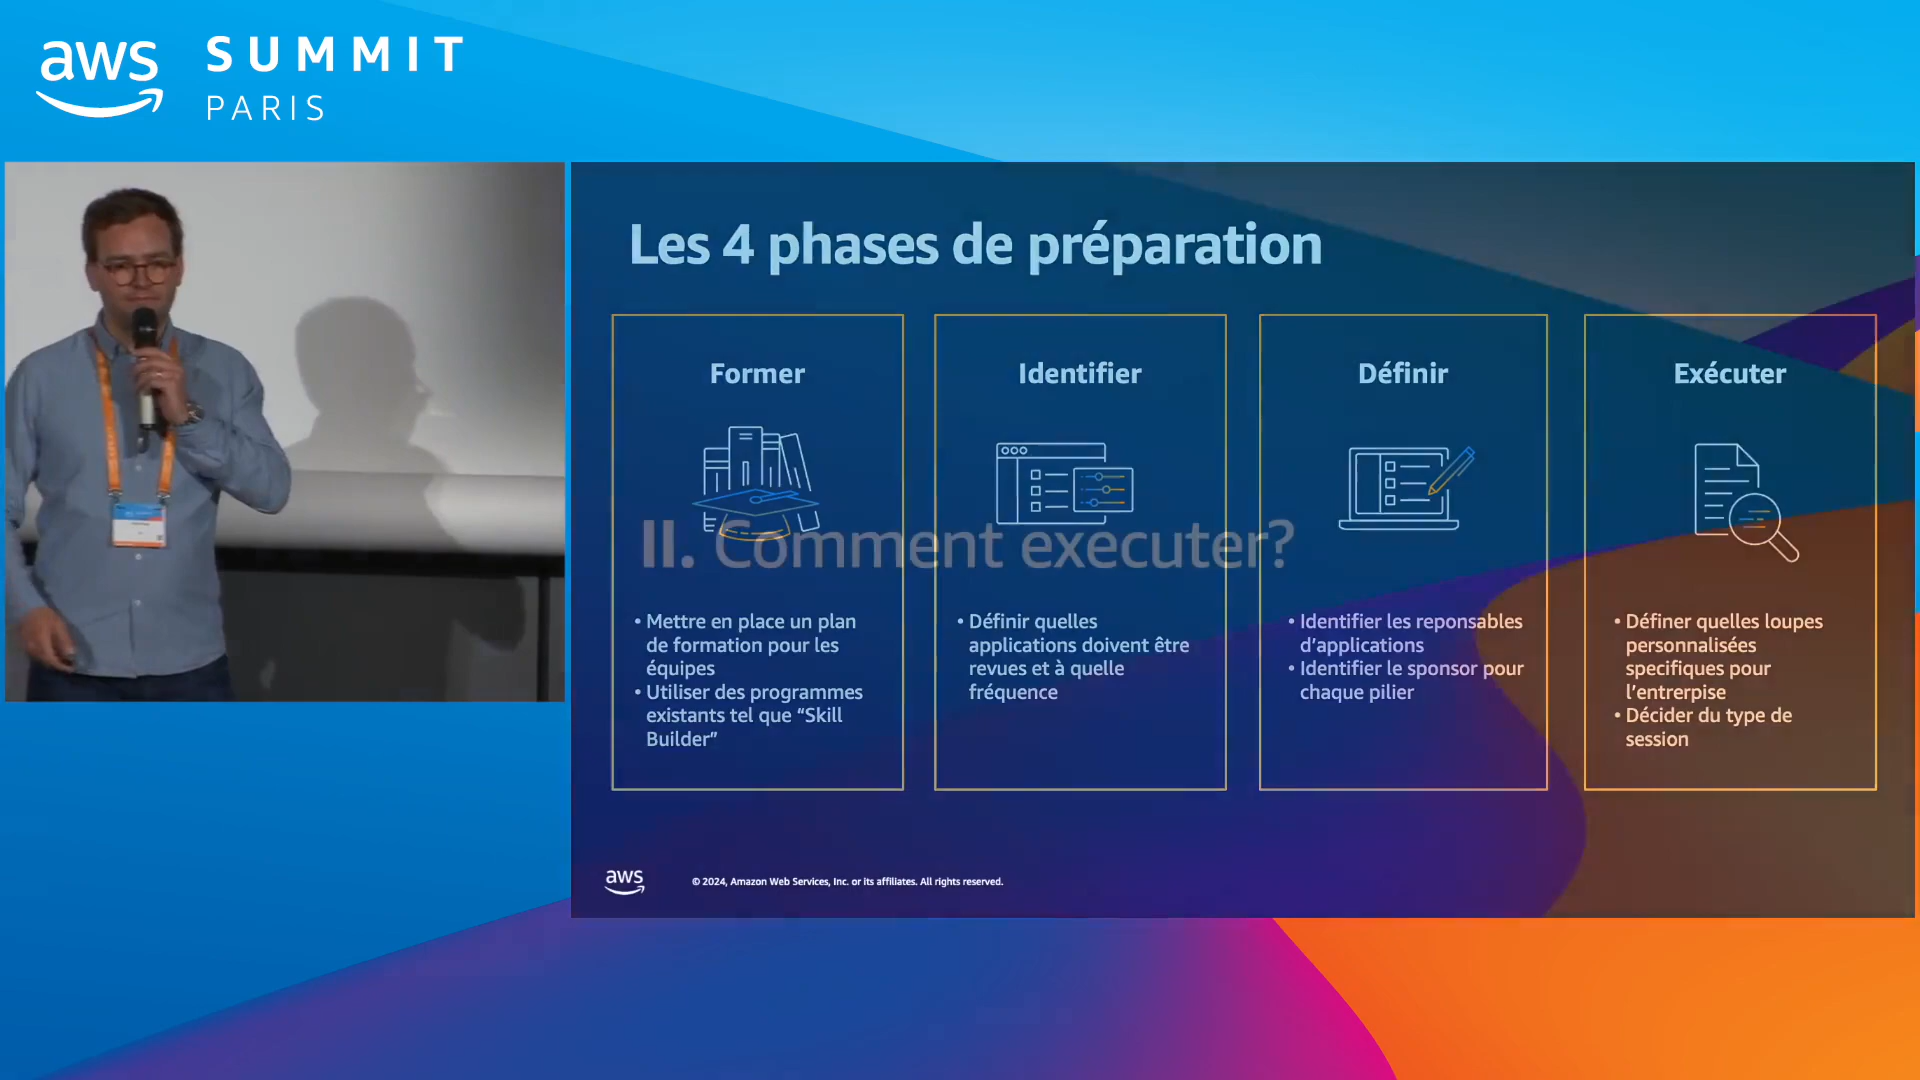 aws
SUMMIT
PARIS
Les 4 phases de préparation
Former
Identifier
Définir
Exécuter
II. Comment executer?
• Mettre en place un plan
de formation pour les
équipes
• Utiliser des programmes
existants tel que “Skill
Builder”
• Définir quelles
applications doivent être
revues et à quelle
fréquence
• Identifier les reponsables
d’applications
• Identifier le sponsor pour
chaque pilier
• Définer quelles loupes
personnalisées
specifiques pour
l’entrerpise
• Décider du type de
session
aws
© 2024, Amazon Web Services, Inc. or its affiliates. All rights reserved.